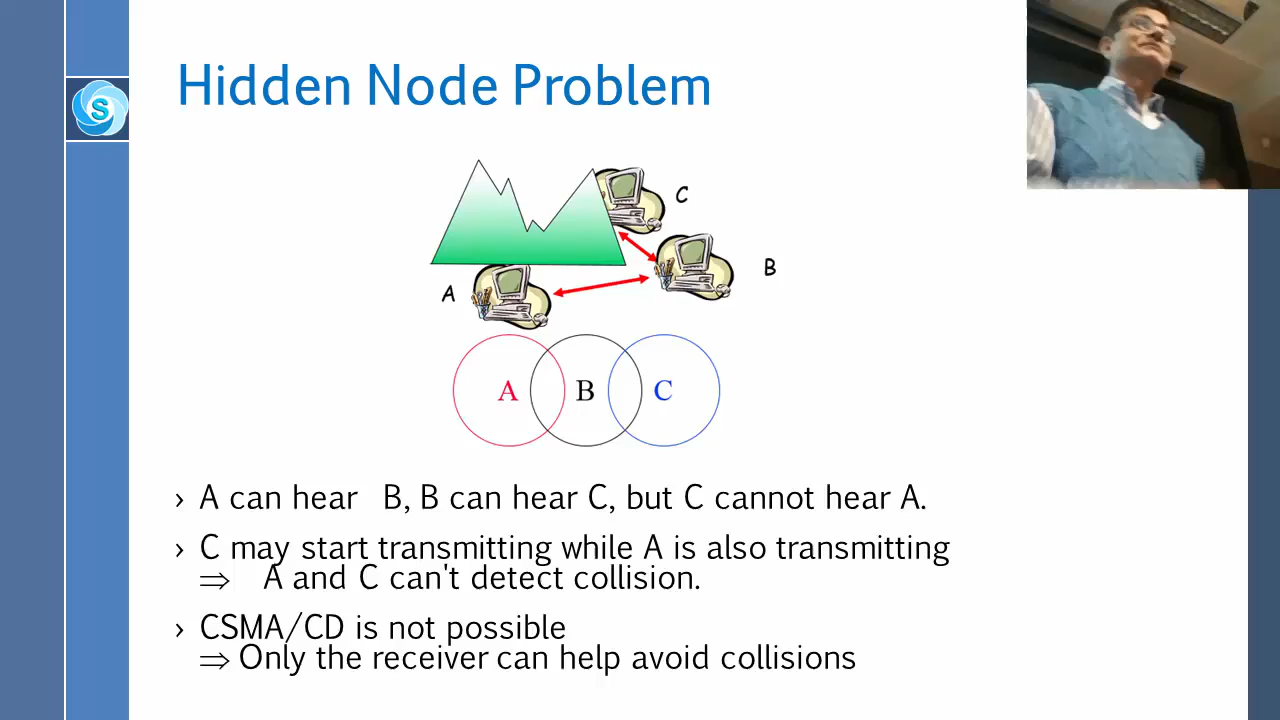 Hidden Node Problem
S
C
B
A
A B C
› A can hear B, B can hear C, but C cannot hear A.
› C may start transmitting while A is also transmitting
⇒ A and C can't detect collision.
› CSMA/CD is not possible
⇒ Only the receiver can help avoid collisions